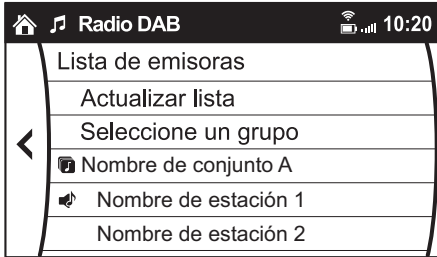 Radio DAB 10:20
Lista de emisoras
Actualizar lista
Seleccione un grupo
Nombre de conjunto A
Nombre de estación 1
Nombre de estación 2